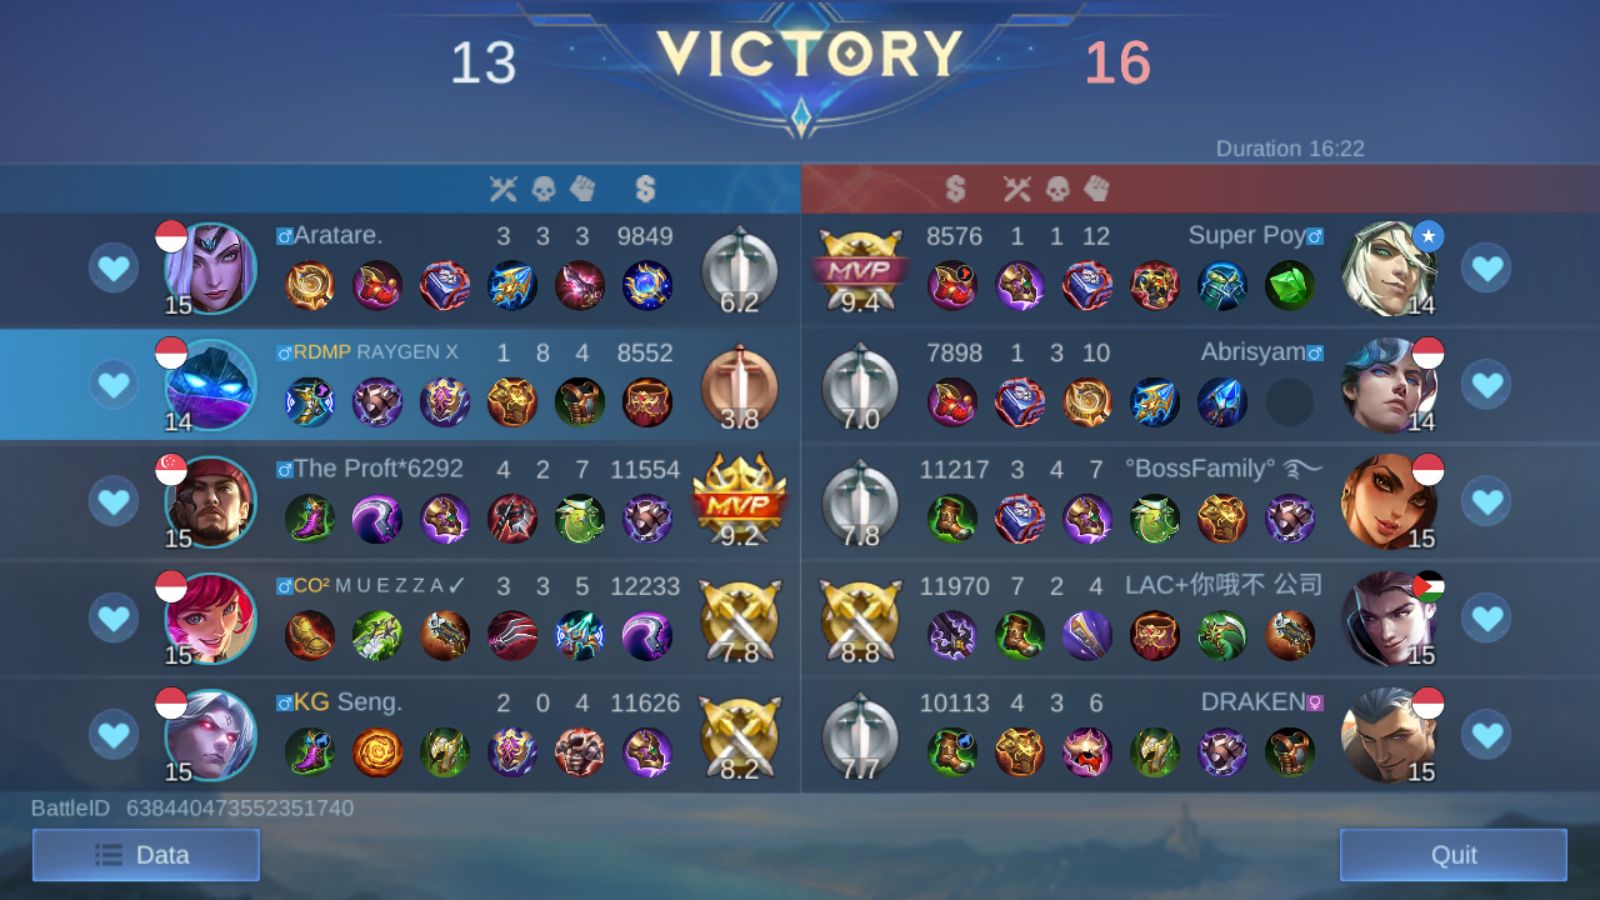 13 VICTORY 16
Duration 16:22
Aratare. 3 3 3 9849 6.2
15
RDMP RAYGEN X 1 8 4 8552 3.8
14
The Proft*6292 4 2 7 11554 MVP 9.2
15
CO² M U E Z Z A ✓ 3 3 5 12233 7.8
15
KG Seng. 2 0 4 11626 8.2
15
MVP 9.4 8576 1 1 12 Super Poy
14
7.0 7898 1 3 10 Abrisyam
14
7.8 11217 3 4 7 °BossFamily°
15
8.8 11970 7 2 4 LAC+你哦不 公司
15
7.7 10113 4 3 6 DRAKEN
15
BattleID 638440473552351740
Data
Quit